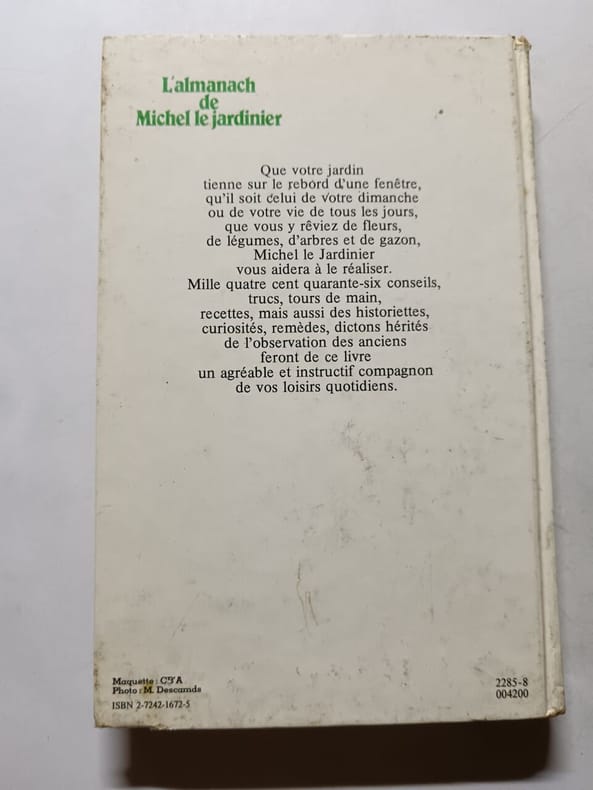 L'almanach
de
Michel le jardinier
Que votre jardin
tienne sur le rebord d'une fenêtre,
qu'il soit celui de votre dimanche
ou de votre vie de tous les jours,
que vous y rêviez de fleurs,
de légumes, d'arbres et de gazon,
Michel le Jardinier
vous aidera à le réaliser.
Mille quatre cent quarante-six conseils,
trucs, tours de main,
recettes, mais aussi des historiettes,
curiosités, remèdes, dictons hérités
de l'observation des anciens
feront de ce livre
un agréable et instructif compagnon
de vos loisirs quotidiens.
Maquette :
Photo : M. Descamds
ISBN 2-7242-1672-5
2285-8
004200